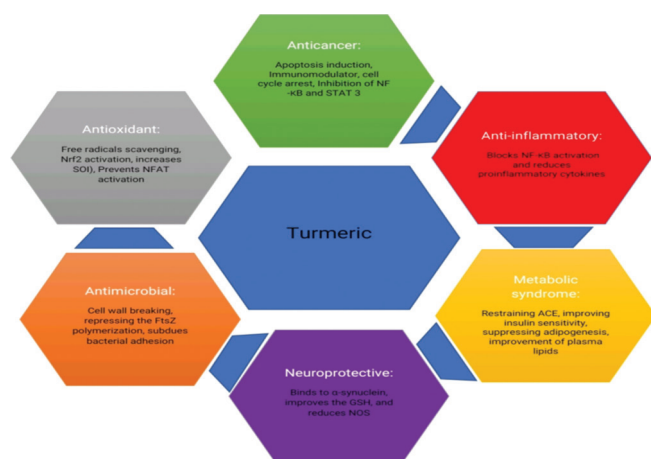 Anticancer:
Apoptosis induction,
Immunomodulator, cell
cycle arrest, Inhibition of NF
-κB and STAT 3
Antioxidant:
Free radicals scavenging,
Nrf2 activation, increases
SOI), Prevents NFAT
activation
Anti-inflammatory:
Blocks NF-κB activation
and reduces
proinflammatory cytokines
Turmeric
Antimicrobial:
Cell wall breaking,
repressing the FtsZ
polymerization, subdues
bacterial adhesion
Metabolic
syndrome:
Restraining ACE, improving
insulin sensitivity,
suppressing adipogenesis,
improvement of plasma
lipids
Neuroprotective:
Binds to α-synuclein,
improves the GSH, and
reduces NOS